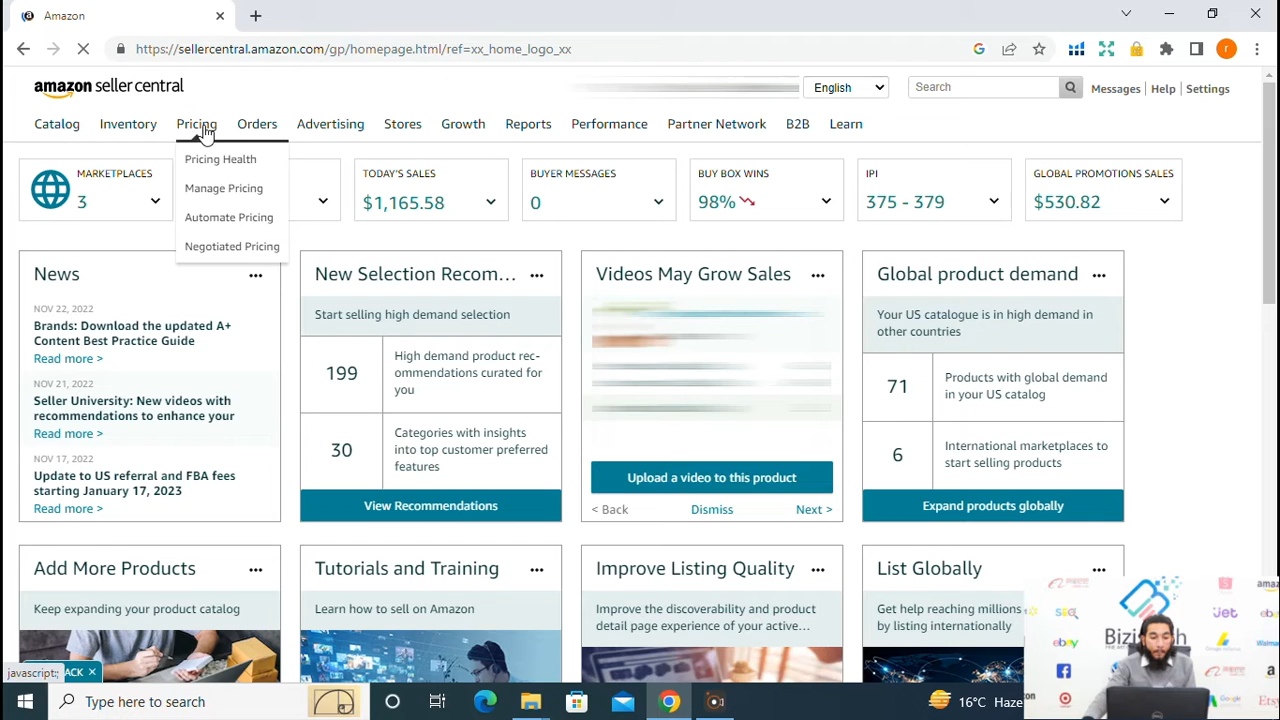 Amazon
https://sellercentral.amazon.com/gp/homepage.html/ref=xx_home_logo_xx
amazon seller central
English
Search
Messages
Help
Settings
Catalog
Inventory
Pricing
Orders
Advertising
Stores
Growth
Reports
Performance
Partner Network
B2B
Learn
Pricing Health
Manage Pricing
Automate Pricing
Negotiated Pricing
MARKETPLACES
3
TODAY'S SALES
$1,165.58
BUYER MESSAGES
0
BUY BOX WINS
98%
IPI
375 - 379
GLOBAL PROMOTIONS SALES
$530.82
News
NOV 22, 2022
Brands: Download the updated A+
Content Best Practice Guide
Read more >
NOV 21, 2022
Seller University: New videos with
recommendations to enhance your
Read more >
NOV 17, 2022
Update to US referral and FBA fees
starting January 17, 2023
Read more >
New Selection Recom...
Start selling high demand selection
199
High demand product rec-
ommendations curated for
you
30
Categories with insights
into top customer preferred
features
View Recommendations
Videos May Grow Sales
Upload a video to this product
< Back
Dismiss
Next >
Global product demand
Your US catalogue is in high demand in
other countries
71
Products with global demand
in your US catalog
6
International marketplaces to
start selling products
Expand products globally
Add More Products
Keep expanding your product catalog
Tutorials and Training
Learn how to sell on Amazon
Improve Listing Quality
Improve the discoverability and product
detail page experience of your active...
List Globally
Get help reaching millions
by listing internationally
javascript:;
ACK
Type here to search
16°C Haze
ebay
Jet
ebay